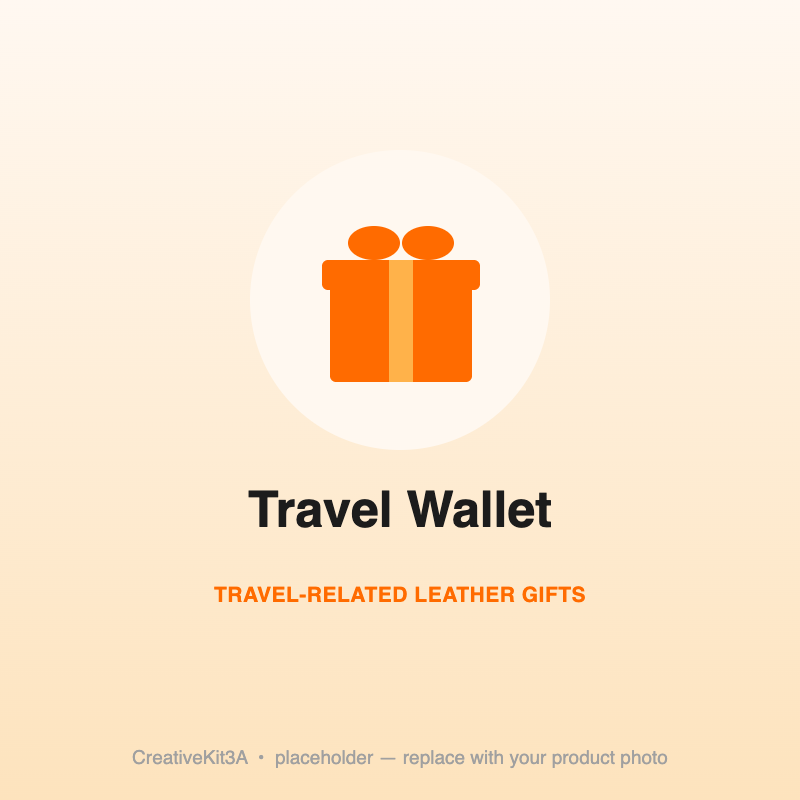 Travel Wallet
TRAVEL-RELATED LEATHER GIFTS
CreativeKit3A • placeholder — replace with your product photo